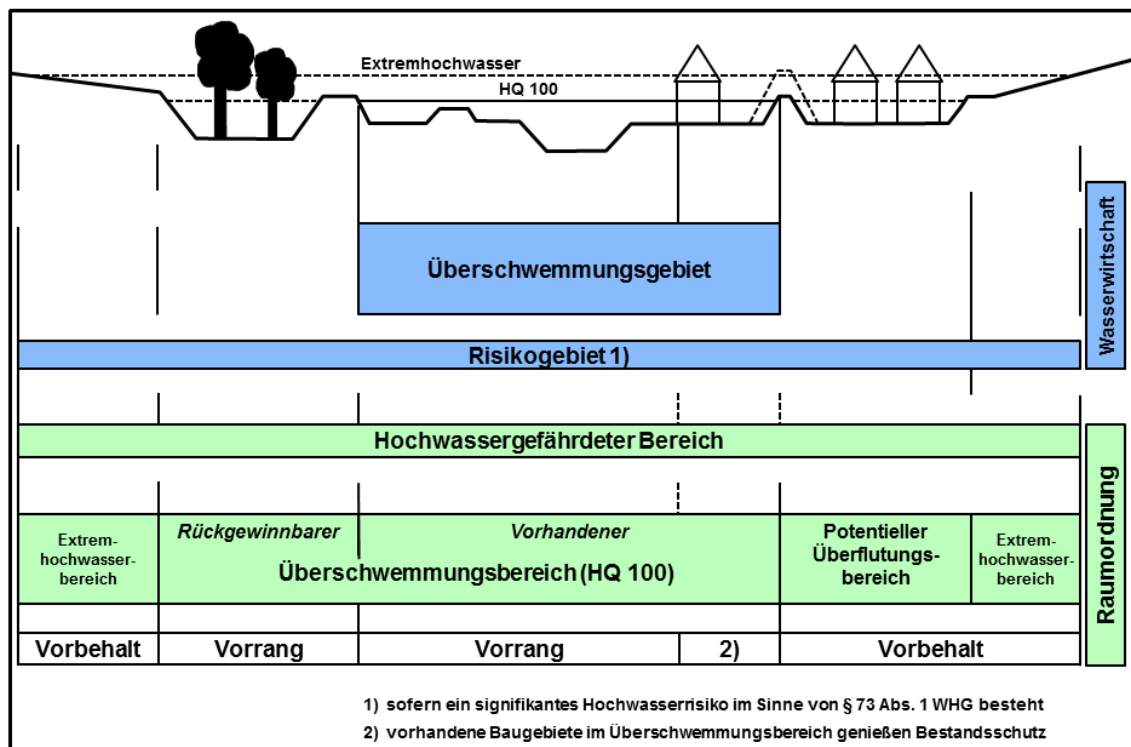 Extremhochwasser
HQ 100
Überschwemmungsgebiet
Wasserwirtschaft
Risikogebiet 1)
Hochwassergefährdeter Bereich
Raumordnung
Extrem-
hochwasser-
bereich
Rückgewinnbarer
Vorhandener
Überschwemmungsbereich (HQ 100)
Potentieller
Überflutungs-
bereich
Extrem-
hochwasser-
bereich
Vorbehalt
Vorrang
Vorrang
2)
Vorbehalt
1) sofern ein signifikantes Hochwasserrisiko im Sinne von § 73 Abs. 1 WHG besteht
2) vorhandene Baugebiete im Überschwemmungsbereich genießen Bestandsschutz